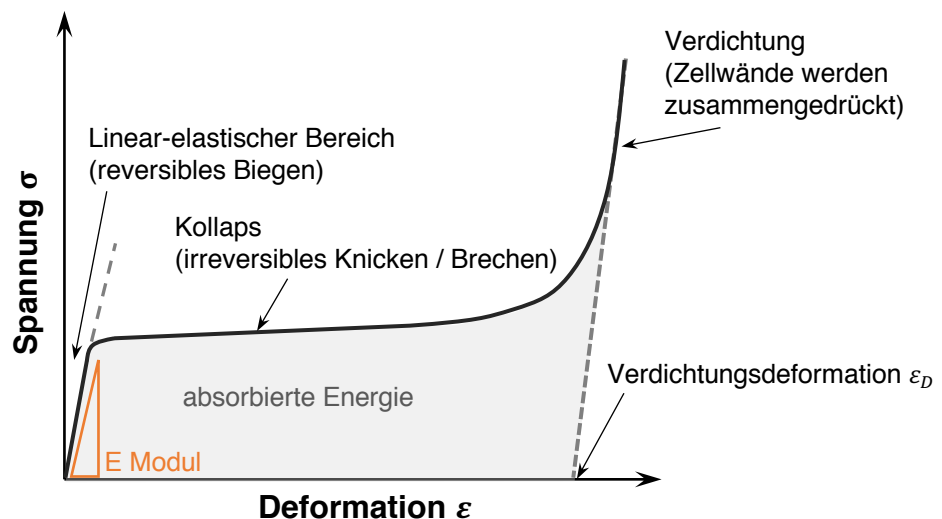 Verdichtung
(Zellwände werden
zusammengedrückt)
Linear-elastischer Bereich
(reversibles Biegen)
Kollaps
(irreversibles Knicken / Brechen)
Spannung σ
absorbierte Energie
Verdichtungsdeformation ε_D
E Modul
Deformation ε